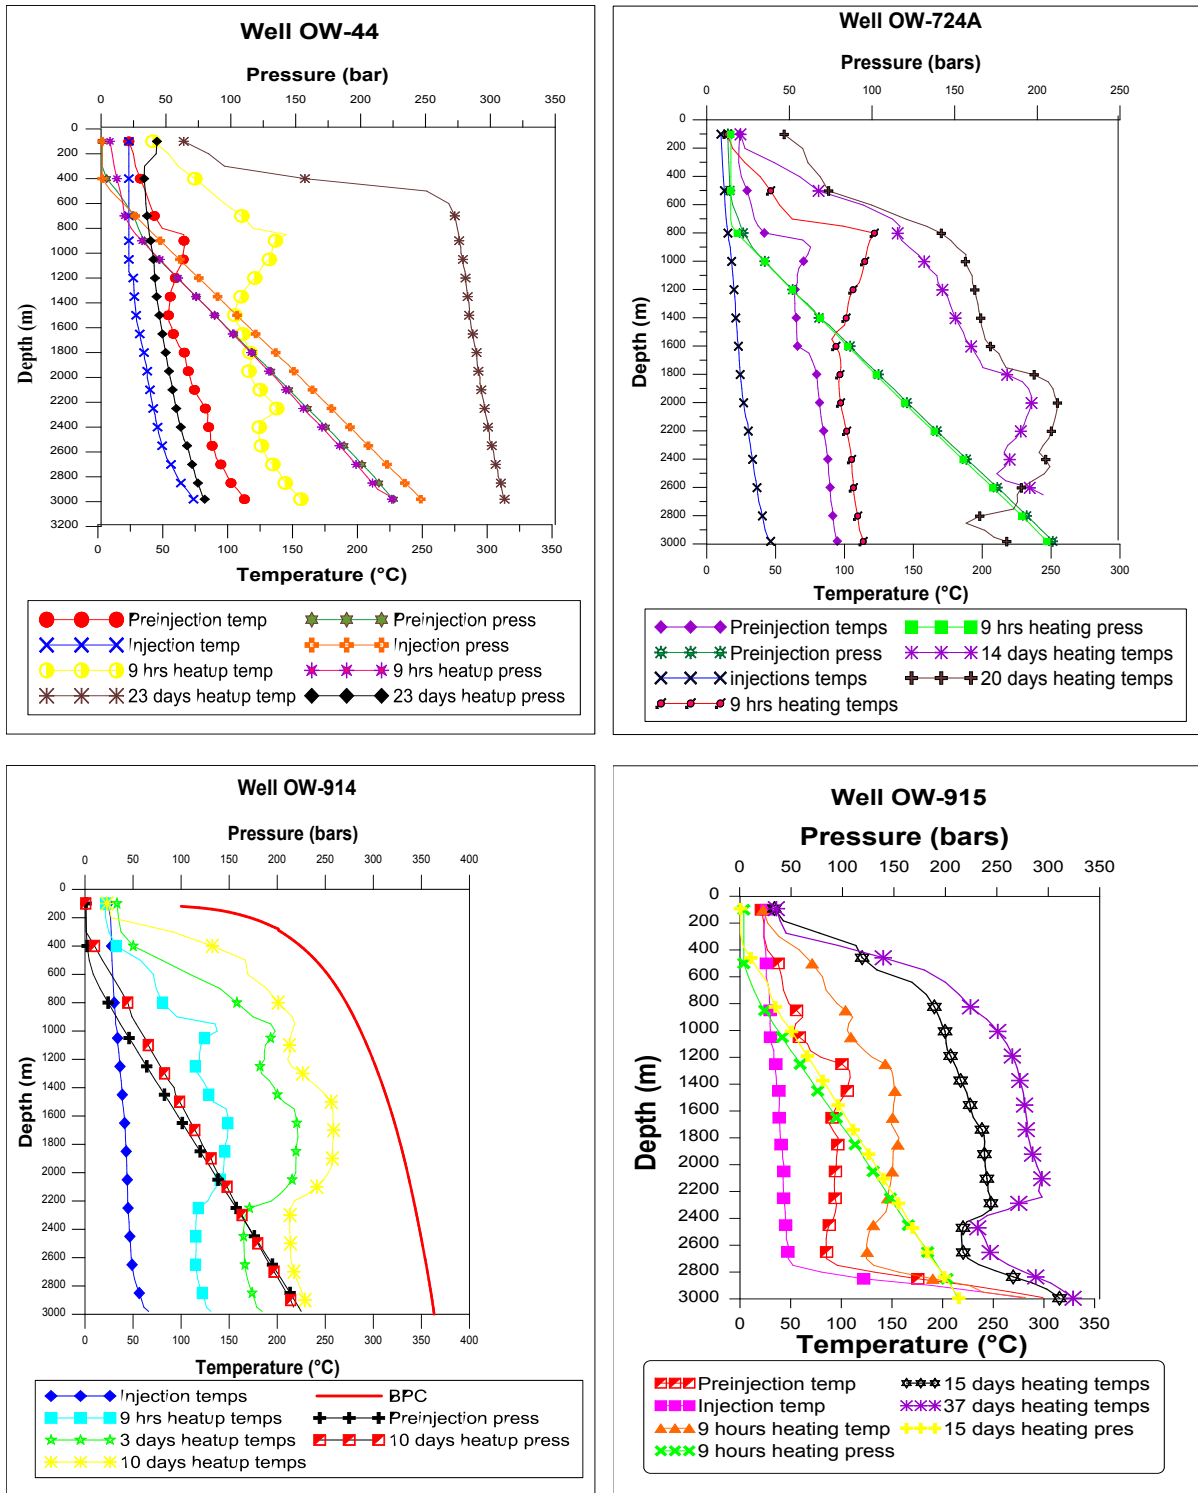 Well OW-44
Pressure (bar)
0 50 100 150 200 250 300 350
0
200
400
600
800
1000
1200
1400
1600
1800
2000
2200
2400
2600
2800
3000
3200
Depth (m)
0 50 100 150 200 250 300 350
Temperature (°C)
Preinjection temp
Preinjection press
Injection temp
Injection press
9 hrs heatup temp
9 hrs heatup press
23 days heatup temp
23 days heatup press
Well OW-724A
Pressure (bars)
0 50 100 150 200 250
0
200
400
600
800
1000
1200
1400
1600
1800
2000
2200
2400
2600
2800
3000
Depth (m)
0 50 100 150 200 250 300
Temperature (°C)
Preinjection temps
9 hrs heating press
Preinjection press
14 days heating temps
injections temps
20 days heating temps
9 hrs heating temps
Well OW-914
Pressure (bars)
0 50 100 150 200 250 300 350 400
0
200
400
600
800
1000
1200
1400
1600
1800
2000
2200
2400
2600
2800
3000
Depth (m)
0 50 100 150 200 250 300 350 400
Temperature (°C)
Injection temps
BPC
9 hrs heatup temps
Preinjection press
3 days heatup temps
10 days heatup press
10 days heatup temps
Well OW-915
Pressure (bars)
0 50 100 150 200 250 300 350
0
200
400
600
800
1000
1200
1400
1600
1800
2000
2200
2400
2600
2800
3000
Depth (m)
0 50 100 150 200 250 300 350
Temperature (°C)
Preinjection temp
15 days heating temps
Injection temp
37 days heating temps
9 hours heating temp
15 days heating pres
9 hours heating press